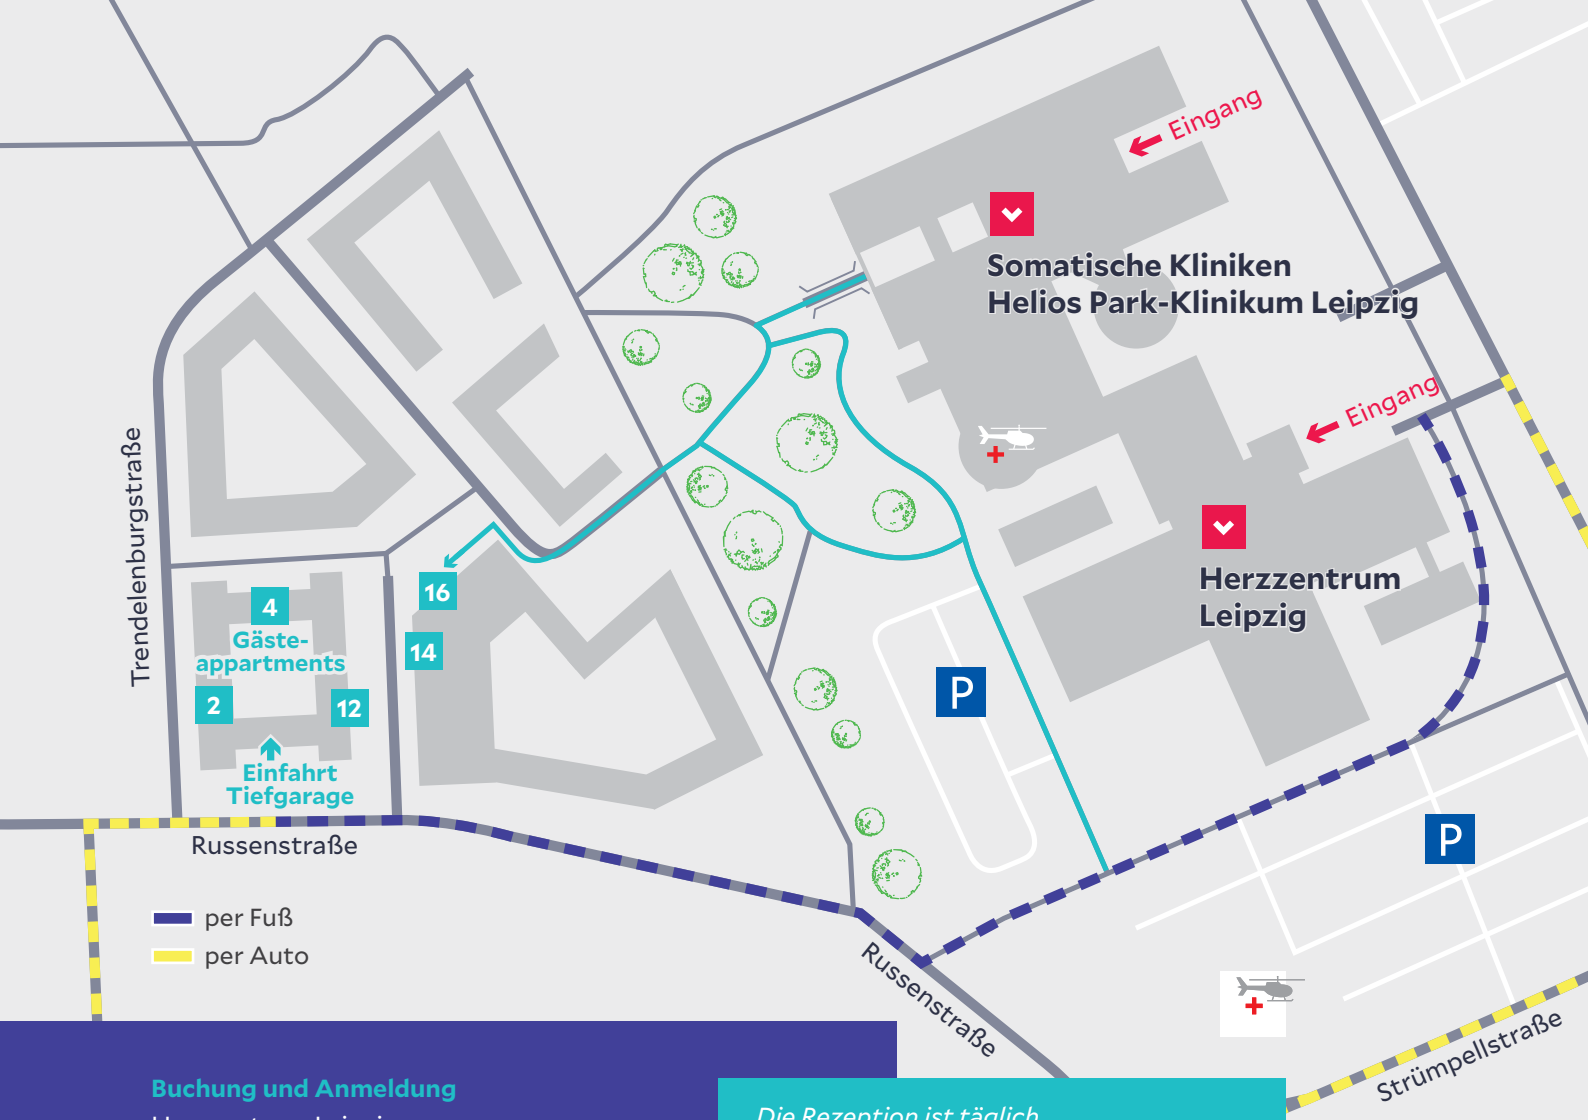 Eingang
Somatische Kliniken
Helios Park-Klinikum Leipzig
Eingang
Trendelenburgstraße
Herzzentrum
Leipzig
16
4
14
Gäste-
appartments
2
12
P
Einfahrt
Tiefgarage
Russenstraße
P
per Fuß
per Auto
Russenstraße
Strümpellstraße
Buchung und Anmeldung
Die Rezeption ist täglich